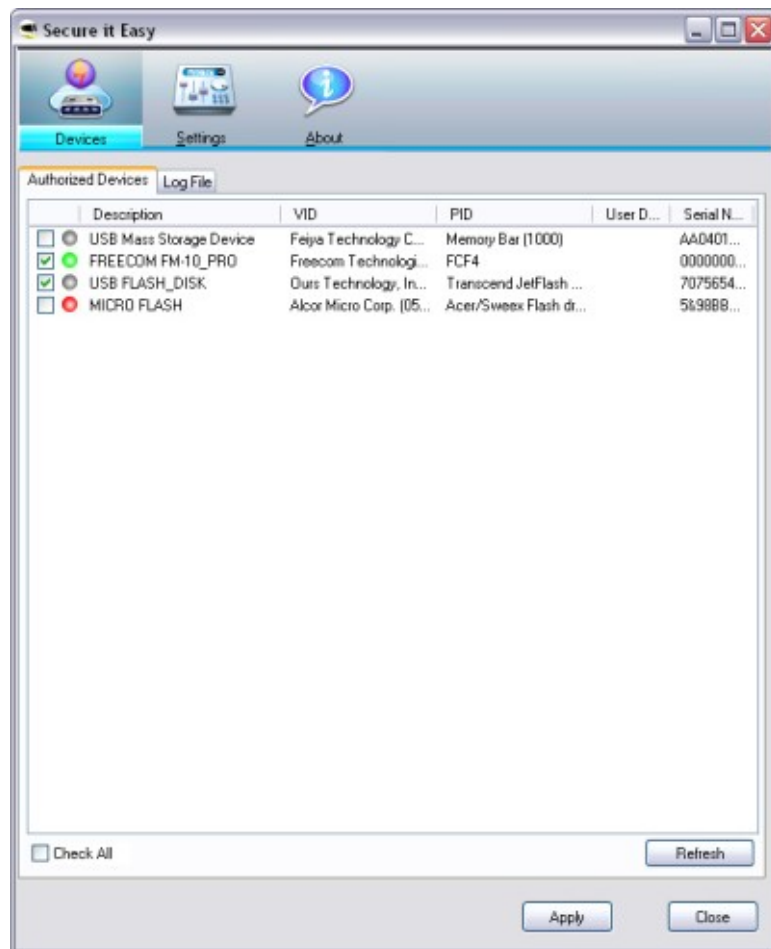 Secure it Easy
Devices Settings About
Authorized Devices Log File
Description VID PID User D... Serial N...
USB Mass Storage Device Feiya Technology C... Memory Bar (1000) AA0401...
FREECOM FM-10_PRO Freecom Technologi... FCF4 0000000...
USB FLASH_DISK Ours Technology, In... Transcend JetFlash ... 7075654...
MICRO FLASH Alcor Micro Corp. (05... Acer/Sweex Flash dr... 5&98BB...
Check All Refresh
Apply Close